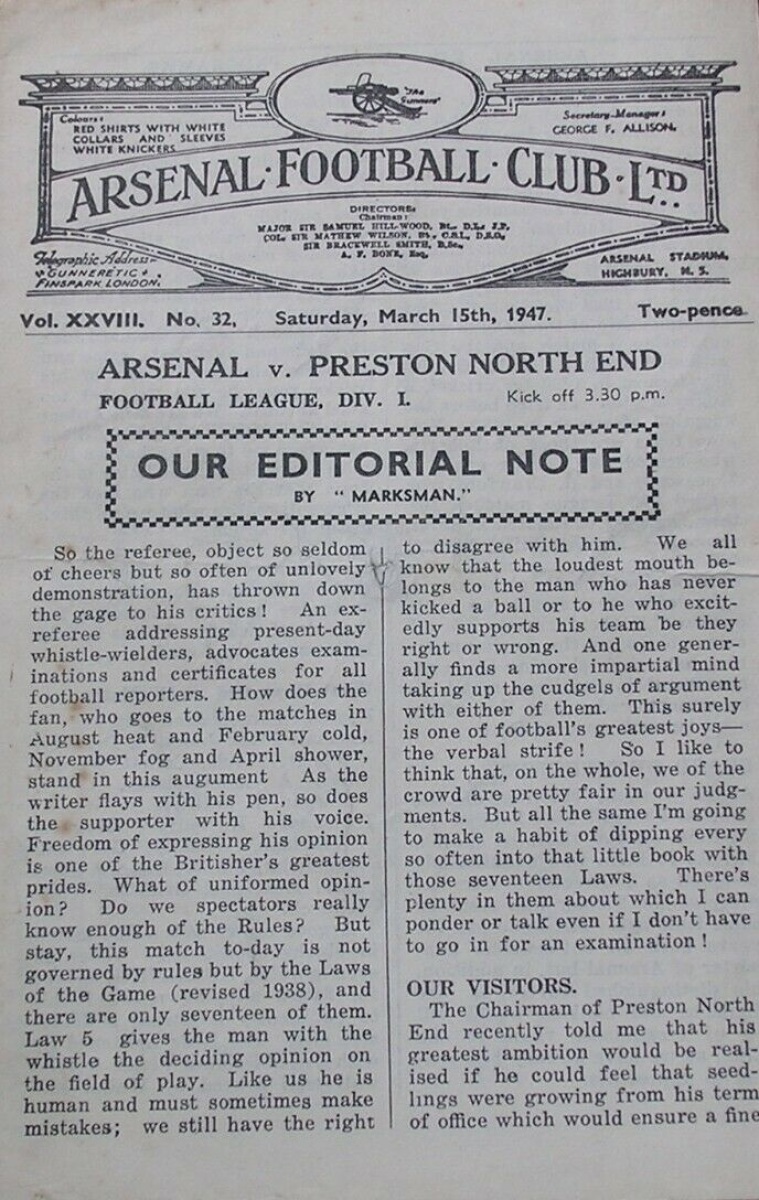 "The
Gunners"
Colours:
RED SHIRTS WITH WHITE
COLLARS AND SLEEVES
WHITE KNICKERS
Secretary-Manager:
GEORGE F. ALLISON.
ARSENAL·FOOTBALL·CLUB·LTD
DIRECTORS:
Chairman:
MAJOR SIR SAMUEL HILL-WOOD, Bt., D.L., J.P.
COL. SIR MATHEW WILSON, Bt., C.S.I., D.S.O.
SIR BRACEWELL SMITH, B.Sc.
A. F. BONE, Esq.
Telegraphic Address:-
GUNNERETIC
FINSPARK LONDON.
ARSENAL STADIUM,
HIGHBURY, N. 5.
Vol. XXVIII. No. 32, Saturday, March 15th, 1947. Two-pence
ARSENAL v. PRESTON NORTH END
FOOTBALL LEAGUE, DIV. I. Kick off 3.30 p.m.
OUR EDITORIAL NOTE
BY "MARKSMAN."
So the referee, object so seldom
of cheers but so often of unlovely
demonstration, has thrown down
the gage to his critics! An ex-
referee addressing present-day
whistle-wielders, advocates exam-
inations and certificates for all
football reporters. How does the
fan, who goes to the matches in
August heat and February cold,
November fog and April shower,
stand in this augument As the
writer flays with his pen, so does
the supporter with his voice.
Freedom of expressing his opinion
is one of the Britisher's greatest
prides. What of uniformed opin-
ion? Do we spectators really
know enough of the Rules? But
stay, this match to-day is not
governed by rules but by the Laws
of the Game (revised 1938), and
there are only seventeen of them.
Law 5 gives the man with the
whistle the deciding opinion on
the field of play. Like us he is
human and must sometimes make
mistakes; we still have the right
to disagree with him. We all
know that the loudest mouth be-
longs to the man who has never
kicked a ball or to he who excit-
edly supports his team be they
right or wrong. And one gener-
ally finds a more impartial mind
taking up the cudgels of argument
with either of them. This surely
is one of football's greatest joys—
the verbal strife! So I like to
think that, on the whole, we of the
crowd are pretty fair in our judg-
ments. But all the same I'm going
to make a habit of dipping every
so often into that little book with
those seventeen Laws. There's
plenty in them about which I can
ponder or talk even if I don't have
to go in for an examination!
OUR VISITORS.
The Chairman of Preston North
End recently told me that his
greatest ambition would be real-
ised if he could feel that seed-
lings were growing from his term
of office which would ensure a fine